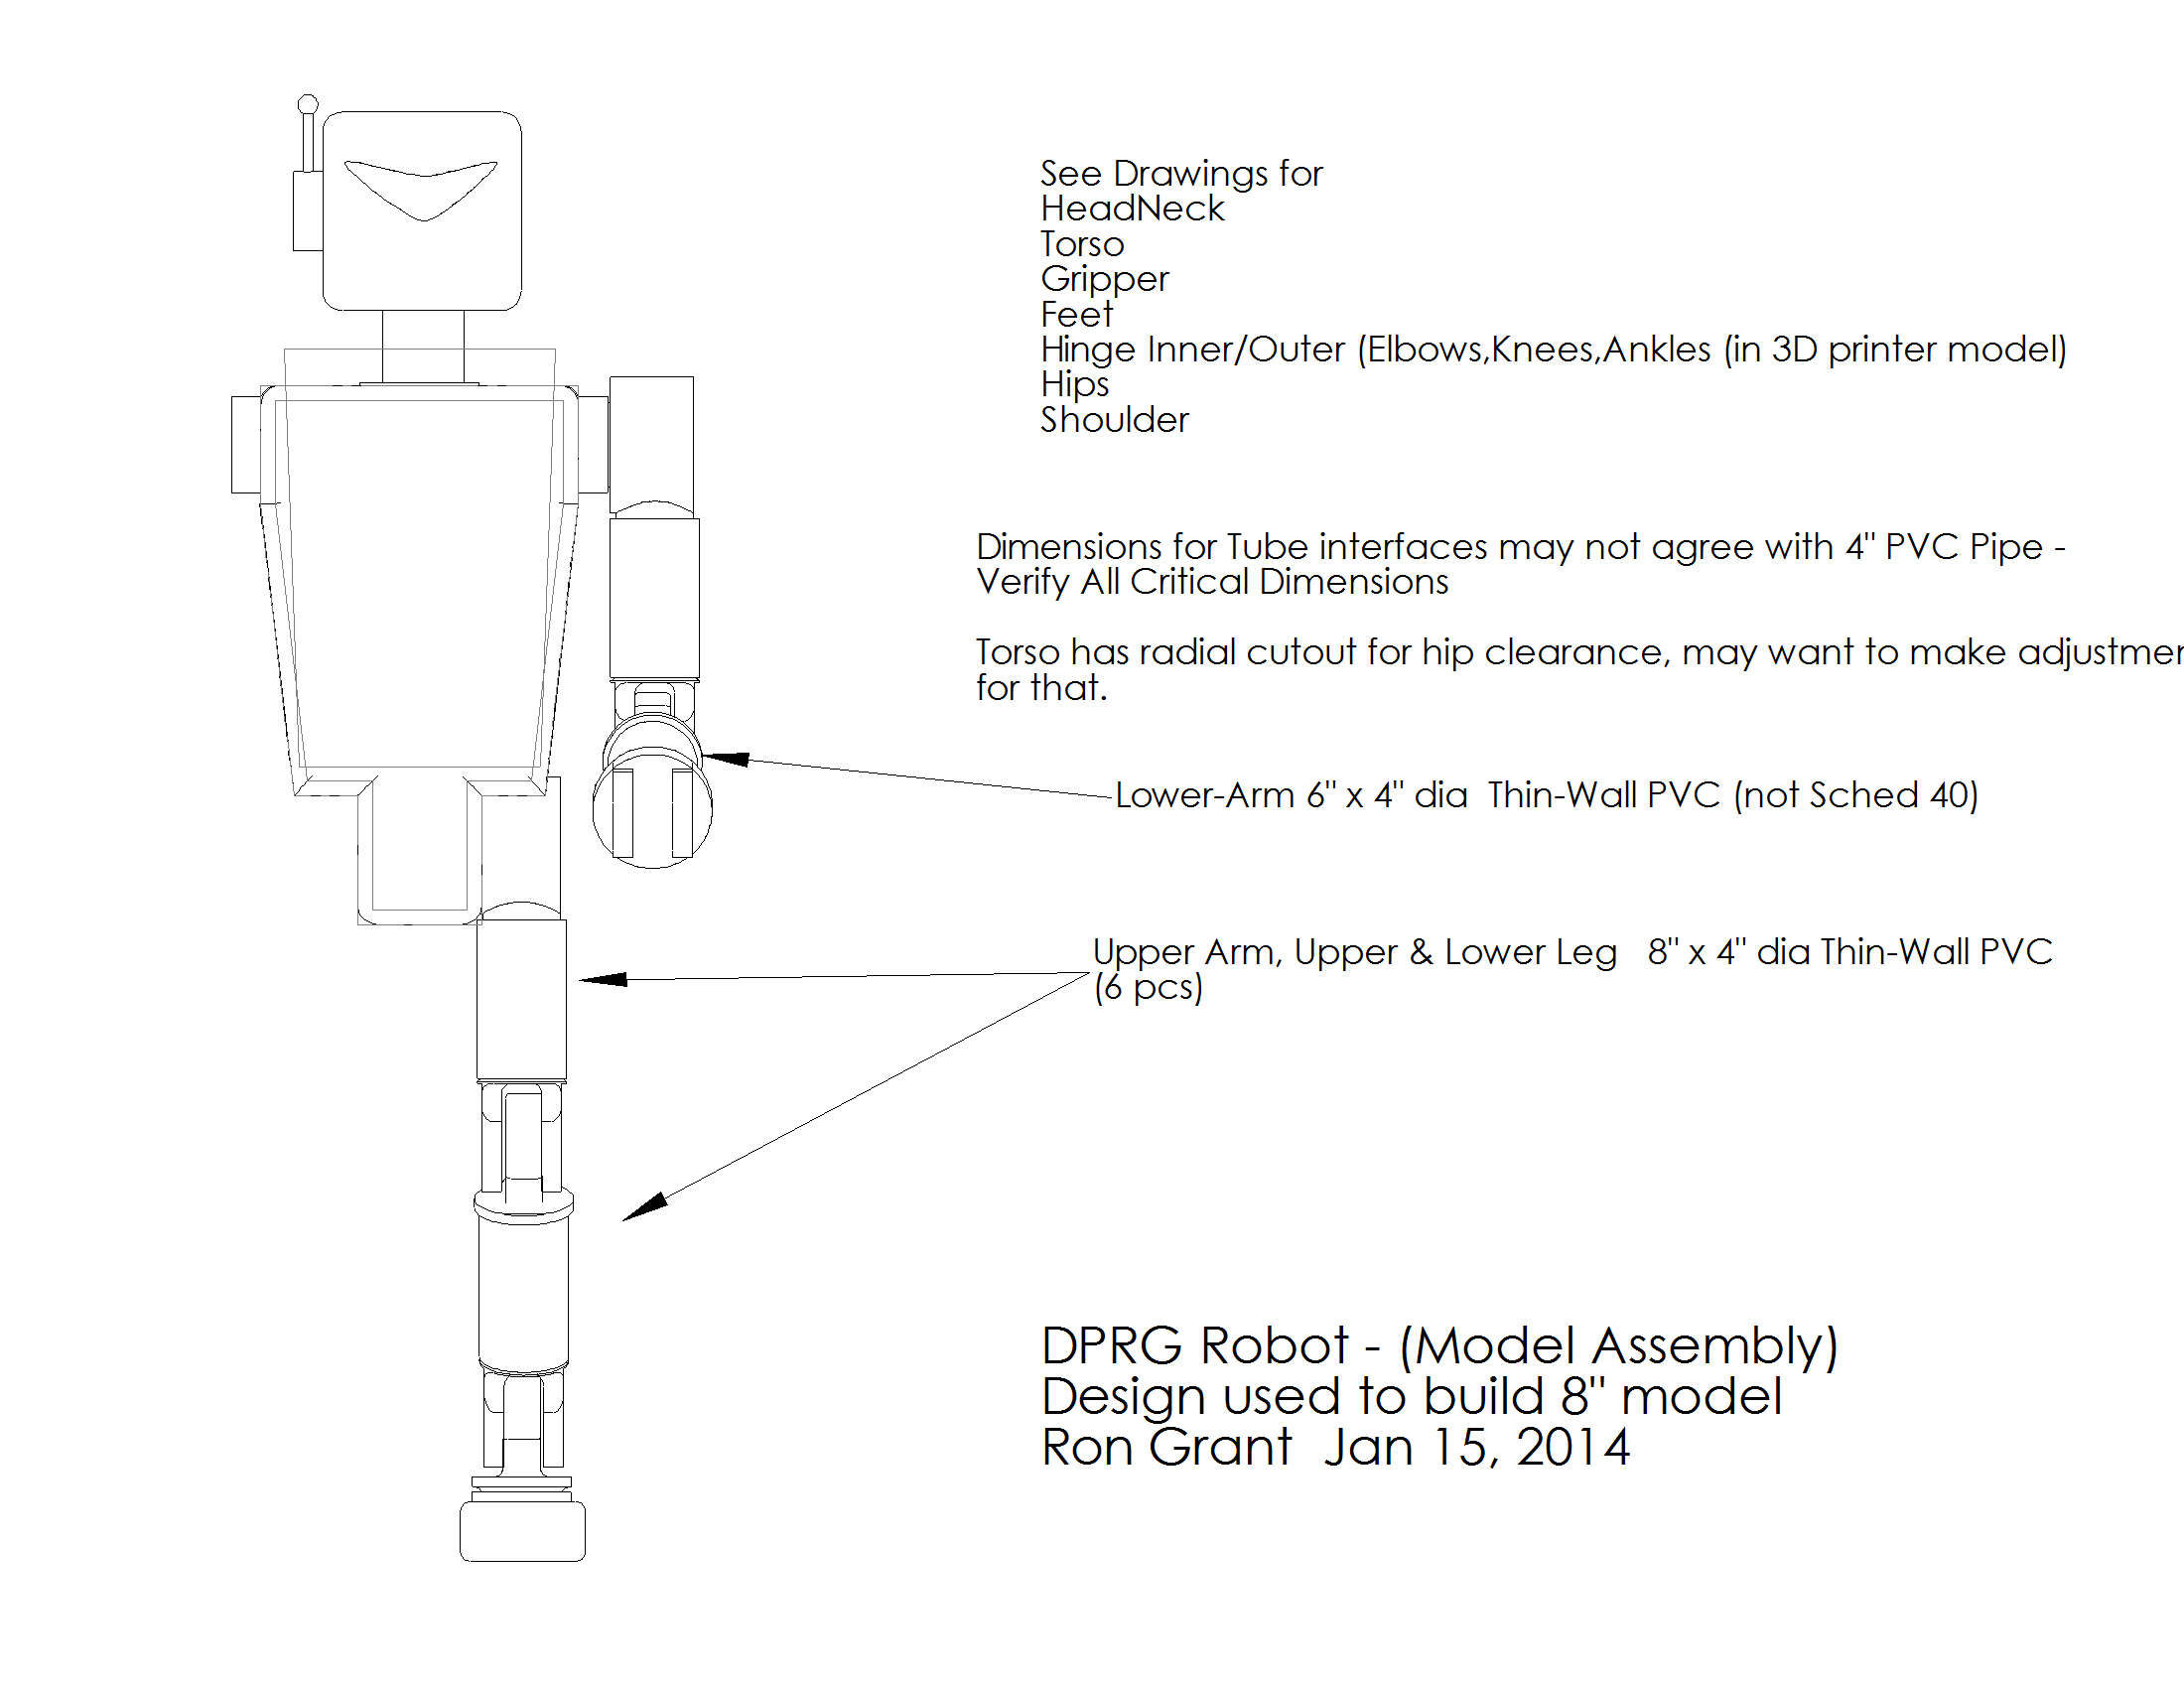 See Drawings for
HeadNeck
Torso
Gripper
Feet
Hinge Inner/Outer (Elbows,Knees,Ankles (in 3D printer model)
Hips
Shoulder
Dimensions for Tube interfaces may not agree with 4" PVC Pipe -
Verify All Critical Dimensions
Torso has radial cutout for hip clearance, may want to make
for that.
Lower-Arm 6" x 4" dia Thin-Wall PVC (not Sched 40)
Upper Arm, Upper & Lower Leg 8" x 4" dia Thin-Wall PVC
(6 pcs)
DPRG Robot - (Model Assembly)
Design used to build 8" model
Ron Grant Jan 15, 2014